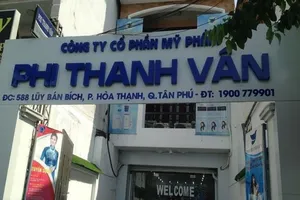 CÔNG TY CỔ PHẦN MỸ PHẨM
PHI THANH VÂN
ĐC: 588 LŨY BÁN BÍCH, P. HÒA THẠNH, Q.TÂN PHÚ - ĐT: 1900 779901
WELCOME